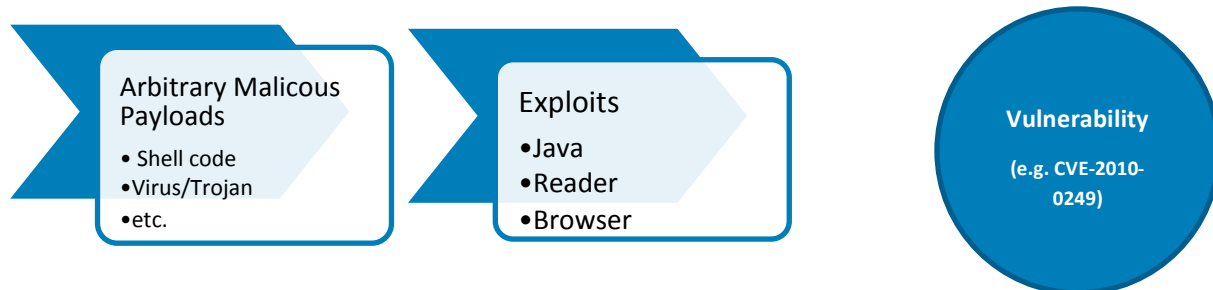 Arbitrary Malicous
Payloads
• Shell code
•Virus/Trojan
•etc.
Exploits
•Java
•Reader
•Browser
Vulnerability
(e.g. CVE-2010-
0249)